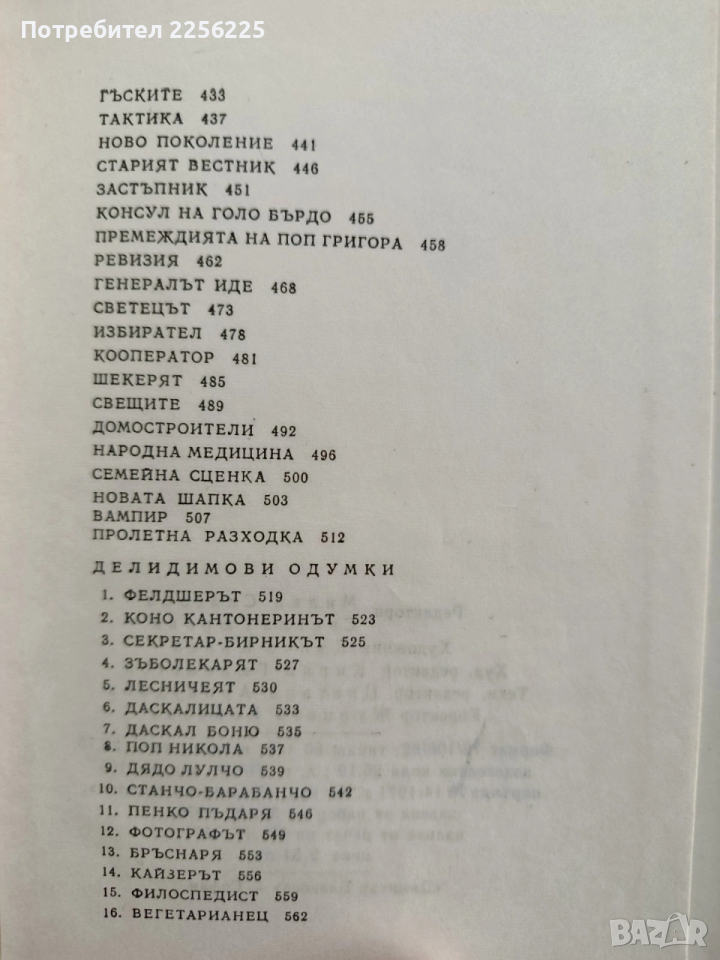 Потребител 2256225
ГЪСКИТЕ 433
ТАКТИКА 437
НОВО ПОКОЛЕНИЕ 441
СТАРИЯТ ВЕСТНИК 446
ЗАСТЪПНИК 451
КОНСУЛ НА ГОЛО БЪРДО 455
ПРЕМЕЖДИЯТА НА ПОП ГРИГОРА 458
РЕВИЗИЯ 462
ГЕНЕРАЛЪТ ИДЕ 468
СВЕТЕЦЪТ 473
ИЗБИРАТЕЛ 478
КООПЕРАТОР 481
ШЕКЕРЯТ 485
СВЕЩИТЕ 489
ДОМОСТРОИТЕЛИ 492
НАРОДНА МЕДИЦИНА 496
СЕМЕЙНА СЦЕНКА 500
НОВАТА ШАПКА 503
ВАМПИР 507
ПРОЛЕТНА РАЗХОДКА 512
ДЕЛИДИМОВИ ОДУМКИ
1. ФЕЛДШЕРЪТ 519
2. КОНО КАНТОНЕРИНЪТ 523
3. СЕКРЕТАР-БИРНИКЪТ 525
4. ЗЪБОЛЕКАРЯТ 527
5. ЛЕСНИЧЕЯТ 530
6. ДАСКАЛИЦАТА 533
7. ДАСКАЛ БОНЮ 535
8. ПОП НИКОЛА 537
9. ДЯДО ЛУЛЧО 539
10. СТАНЧО-БАРАБАНЧО 542
11. ПЕНКО ПЪДАРЯ 546
12. ФОТОГРАФЪТ 549
13. БРЪСНАРЯ 553
14. КАЙЗЕРЪТ 556
15. ФИЛОСПЕДИСТ 559
16. ВЕГЕТАРИАНЕЦ 562
BAZAR